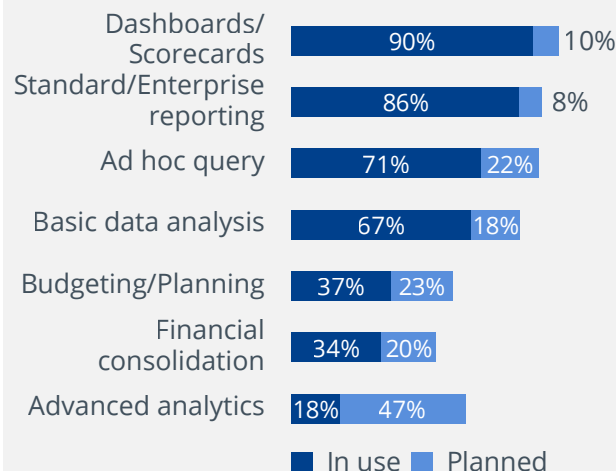 Dashboards/
Scorecards
90% 10%
Standard/Enterprise
reporting
86% 8%
Ad hoc query 71% 22%
Basic data analysis 67% 18%
Budgeting/Planning 37% 23%
Financial
consolidation
34% 20%
Advanced analytics 18% 47%
In use Planned